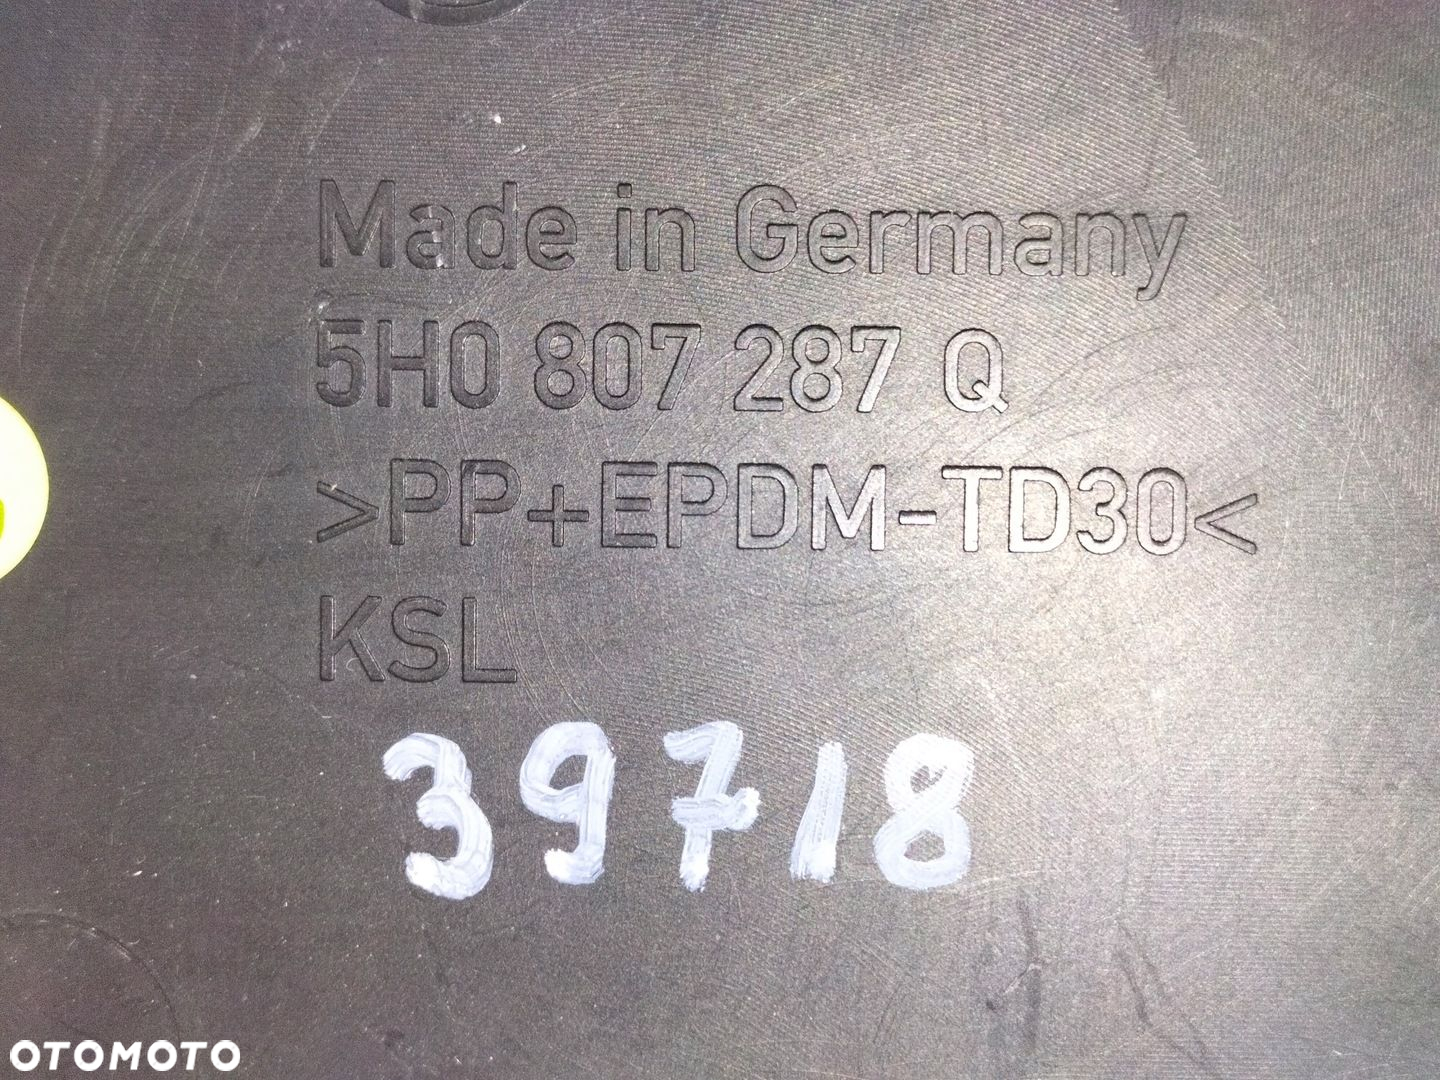 Made in Germany
5H0 807 287 Q
>PP+EPDM-TD30<
KSL
39718
OTOMOTO